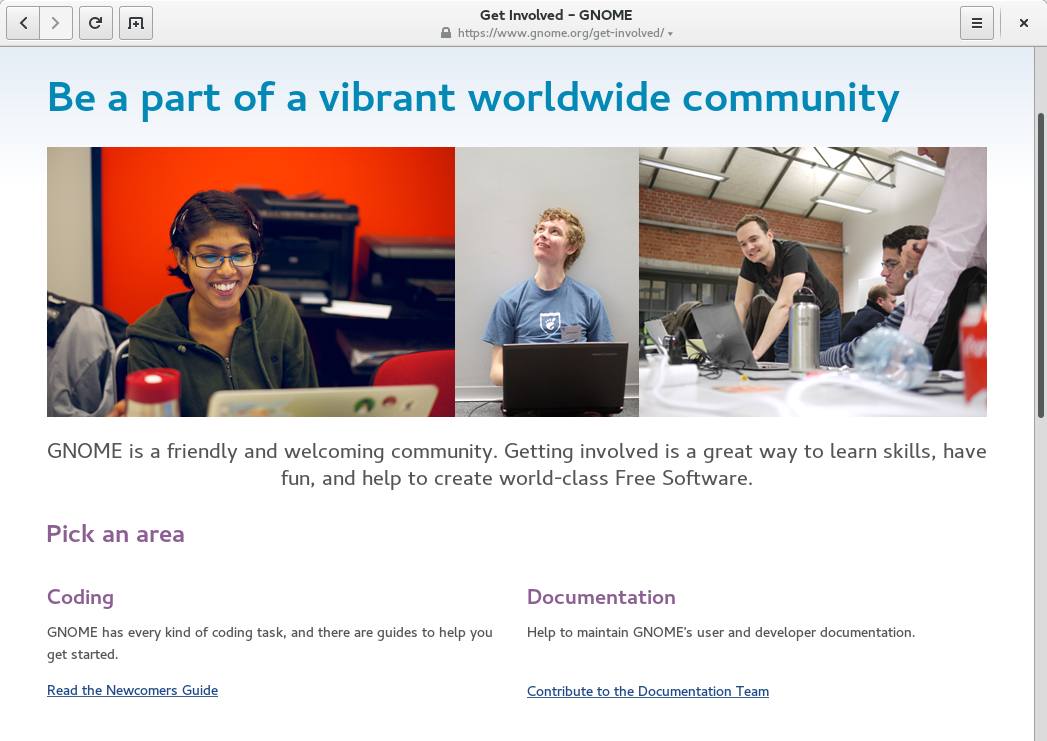 Get Involved – GNOME
https://www.gnome.org/get-involved/
Be a part of a vibrant worldwide community
GNOME is a friendly and welcoming community. Getting involved is a great way to learn skills, have
fun, and help to create world-class Free Software.
Pick an area
Coding
GNOME has every kind of coding task, and there are guides to help you
get started.
Read the Newcomers Guide
Documentation
Help to maintain GNOME's user and developer documentation.
Contribute to the Documentation Team